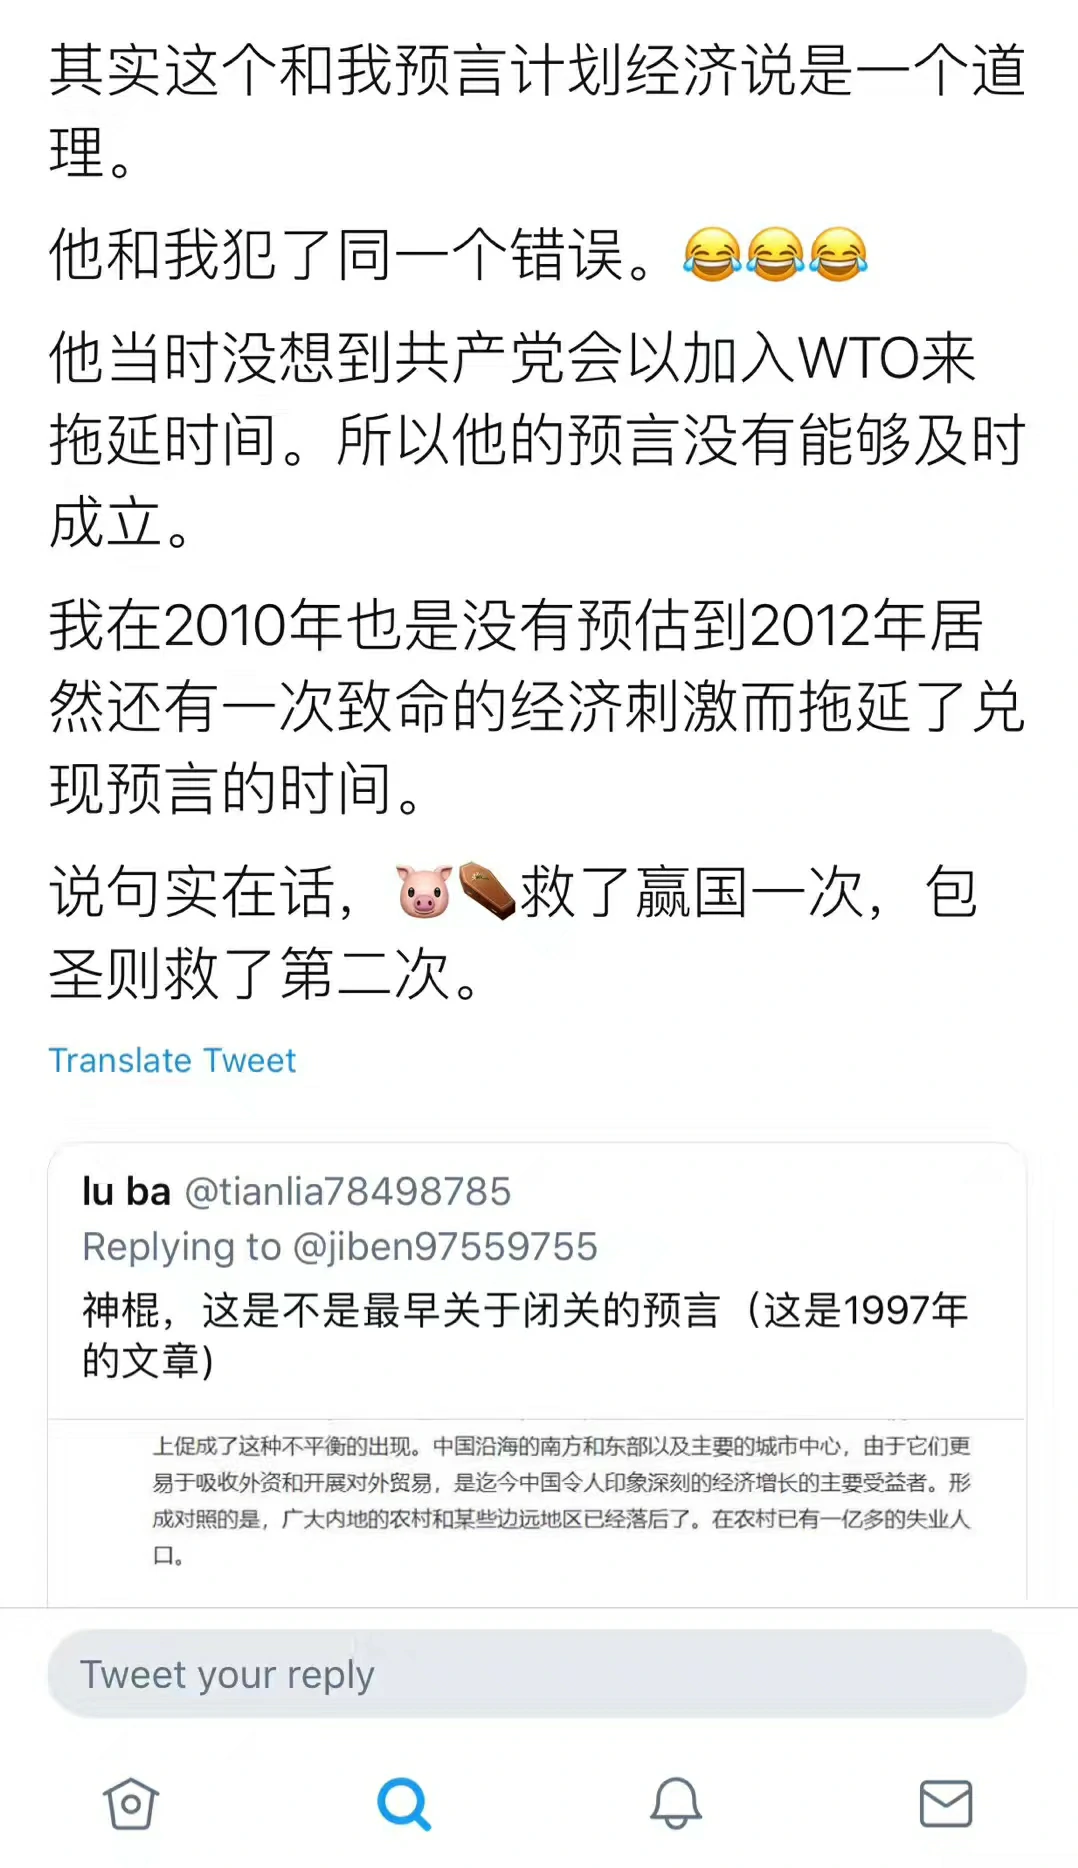 其实这个和我预言计划经济说是一个道
理。
他和我犯了同一个错误。😂😂😂
他当时没想到共产党会以加入WTO来
拖延时间。所以他的预言没有能够及时
成立。
我在2010年也是没有预估到2012年居
然还有一次致命的经济刺激而拖延了兑
现预言的时间。
说句实在话，🐷⚰️救了赢国一次，包
圣则救了第二次。
Translate Tweet
lu ba @tianlia78498785
Replying to @jiben97559755
神棍，这是不是最早关于闭关的预言（这是1997年
的文章)
上促成了这种不平衡的出现。中国沿海的南方和东部以及主要的城市中心，由于它们更
易于吸收外资和开展对外贸易，是迄今中国令人印象深刻的经济增长的主要受益者。形
成对照的是，广大内地的农村和某些边远地区已经落后了。在农村已有一亿多的失业人
口。
Tweet your reply